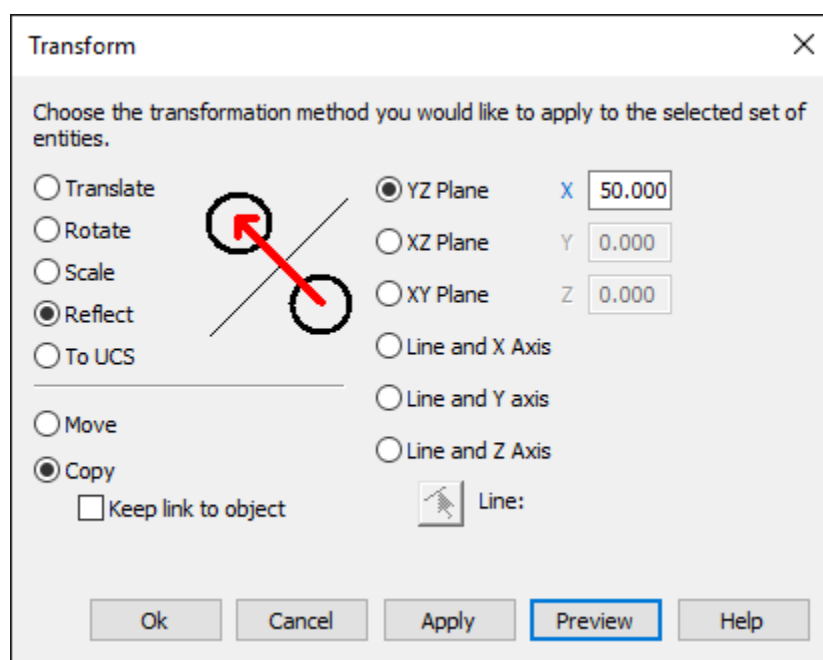 Transform
Choose the transformation method you would like to apply to the selected set of
entities.
Translate
Rotate
Scale
Reflect
To UCS
Move
Copy
Keep link to object
YZ Plane X 50.000
XZ Plane Y 0.000
XY Plane Z 0.000
Line and X Axis
Line and Y axis
Line and Z Axis
Line:
Ok Cancel Apply Preview Help